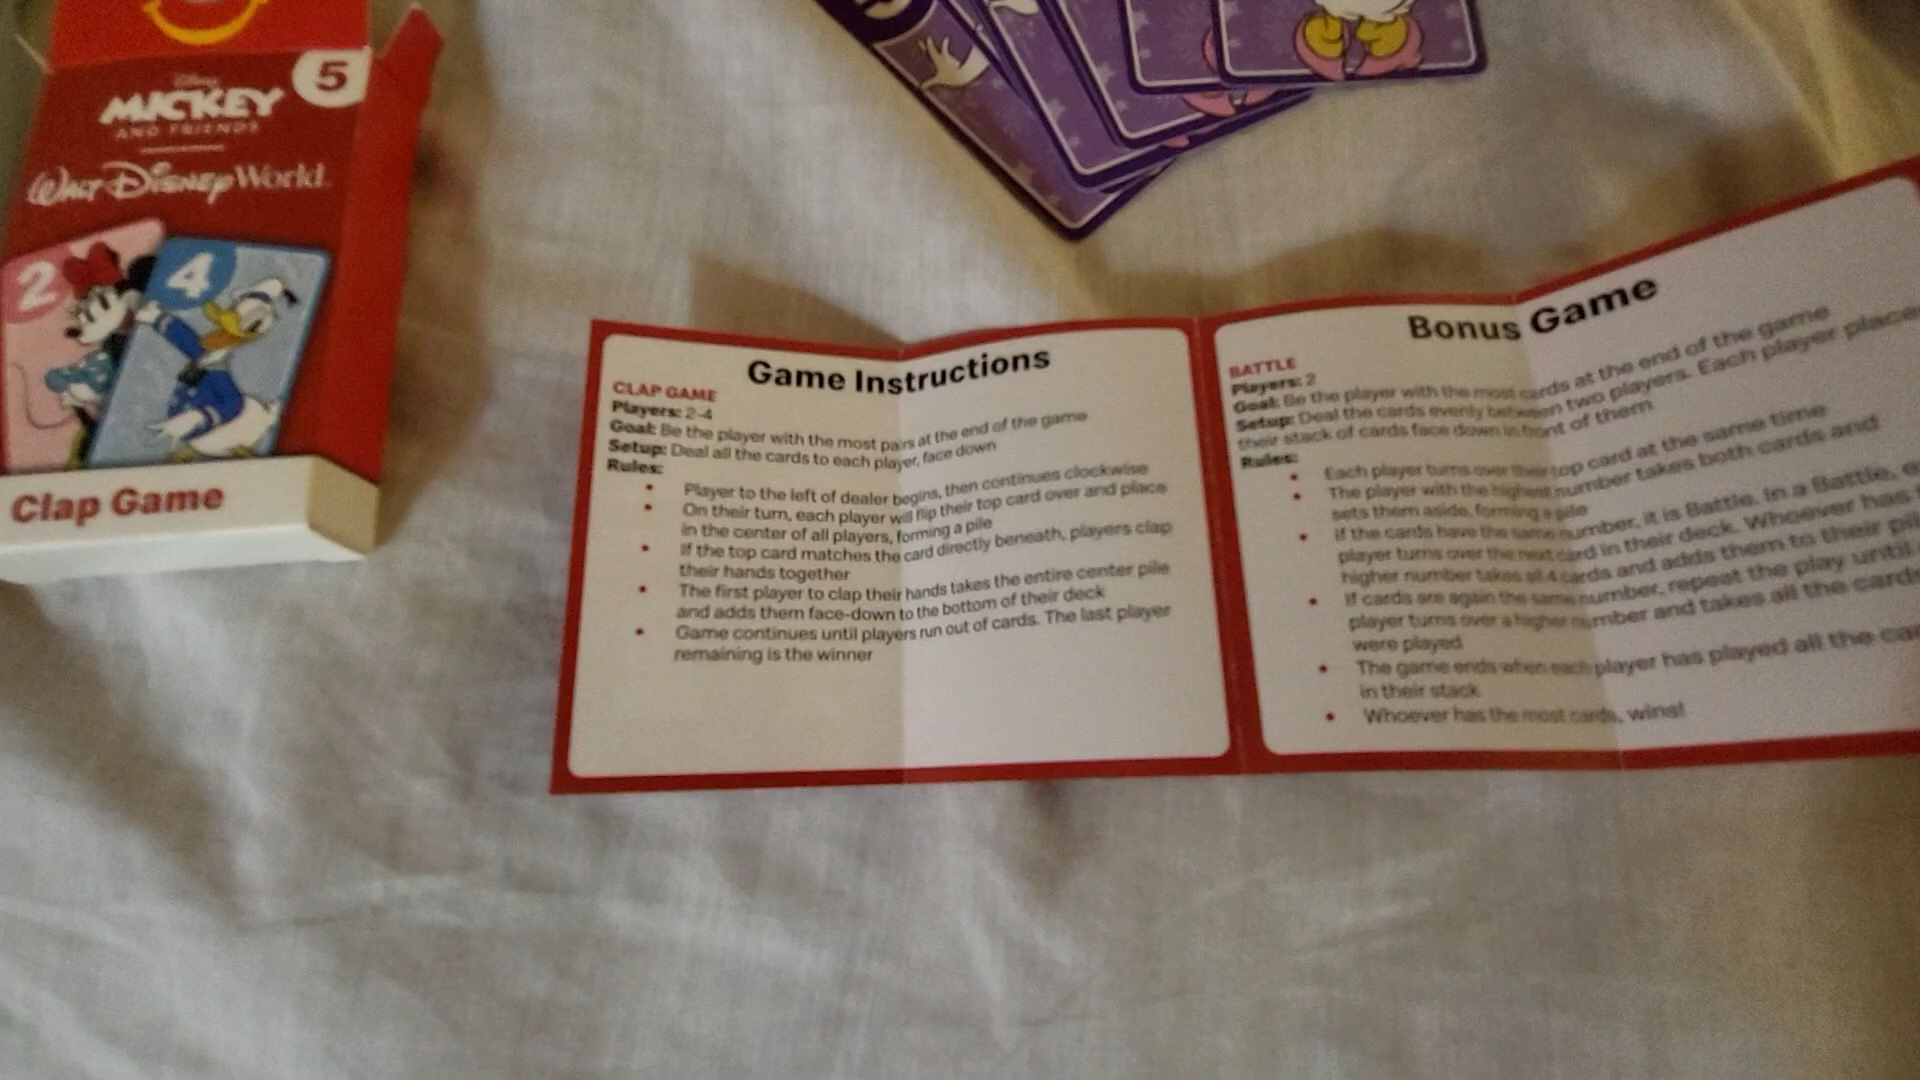 5
Disney
MICKEY
AND FRIENDS
WALT DISNEY World
2
4
Clap Game
Game Instructions
CLAP GAME
Players: 2-4
Goal: Be the player with the most pairs at the end of the game
Setup: Deal all the cards to each player, face down
Rules:
• Player to the left of dealer begins, then continues clockwise
• On their turn, each player will flip their top card over and place
in the center of all players, forming a pile
• If the top card matches the card directly beneath, players clap
their hands together
• The first player to clap their hands takes the entire center pile
and adds them face-down to the bottom of their deck
• Game continues until players run out of cards. The last player
remaining is the winner
Bonus Game
BATTLE
Players: 2
Goal: Be the player with the most cards at the end of the game
Setup: Deal the cards evenly between two players. Each player
their stack of cards face down in front of them
Rules:
• Each player turns over their top card at the same time
• The player with the highest number takes both cards and
sets them aside, forming a pile
• If the cards have the same number, it is Battle. In a Battle,
player turns over the next card in their deck. Whoever has
higher number takes all 4 cards and adds them to their
• If cards are again the same number, repeat the play until
player turns over a higher number and takes all the cards
were played
• The game ends when each player has played all the
in their stack
• Whoever has the most cards, wins!